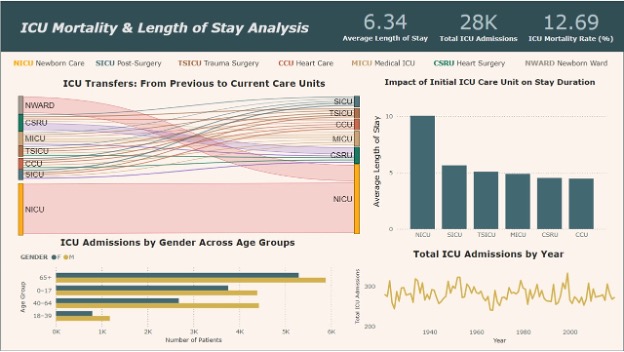 ICU Mortality & Length of Stay Analysis
6.34
Average Length of Stay
28K
Total ICU Admissions
12.69
ICU Mortality Rate (%)
NICU Newborn Care SICU Post-Surgery TSICU Trauma Surgery CCU Heart Care MICU Medical ICU CSRU Heart Surgery NWARD Newborn Ward
ICU Transfers: From Previous to Current Care Units
NWARD
CSRU
MICU
TSICU
CCU
SICU
NICU
SICU
TSICU
CCU
MICU
CSRU
NICU
Impact of Initial ICU Care Unit on Stay Duration
Average Length of Stay
10
5
0
NICU SICU TSICU MICU CSRU CCU
ICU Admissions by Gender Across Age Groups
GENDER F M
Age Group
65+
0-17
40-64
18-39
0K 1K 2K 3K 4K 5K 6K
Number of Patients
Total ICU Admissions by Year
Total ICU Admissions
300
200
1940 1960 1980 2000
Year